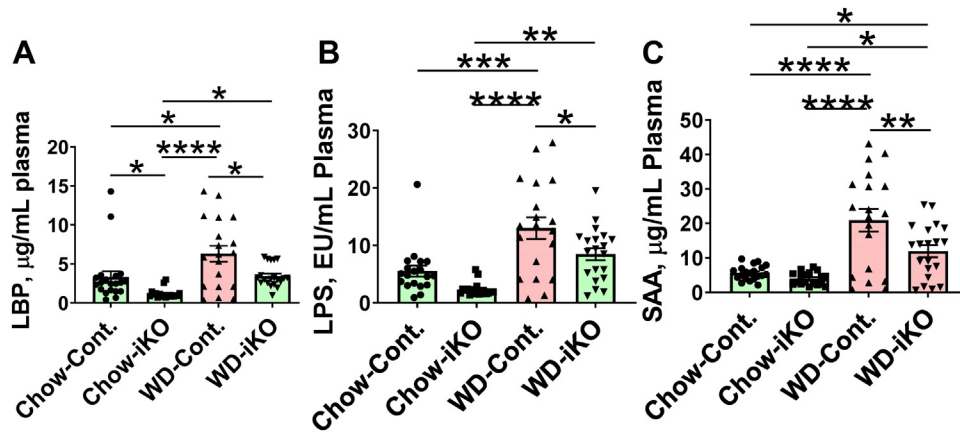 A
*
*
****
*
*
LBP, μg/mL plasma
20
15
10
5
0
Chow-Cont.
Chow-iKO
WD-Cont.
WD-iKO
B
**
***
****
*
LPS, EU/mL Plasma
30
20
10
0
Chow-Cont.
Chow-iKO
WD-Cont.
WD-iKO
C
*
*
****
****
**
SAA, μg/mL Plasma
50
40
30
20
10
0
Chow-Cont.
Chow-iKO
WD-Cont.
WD-iKO